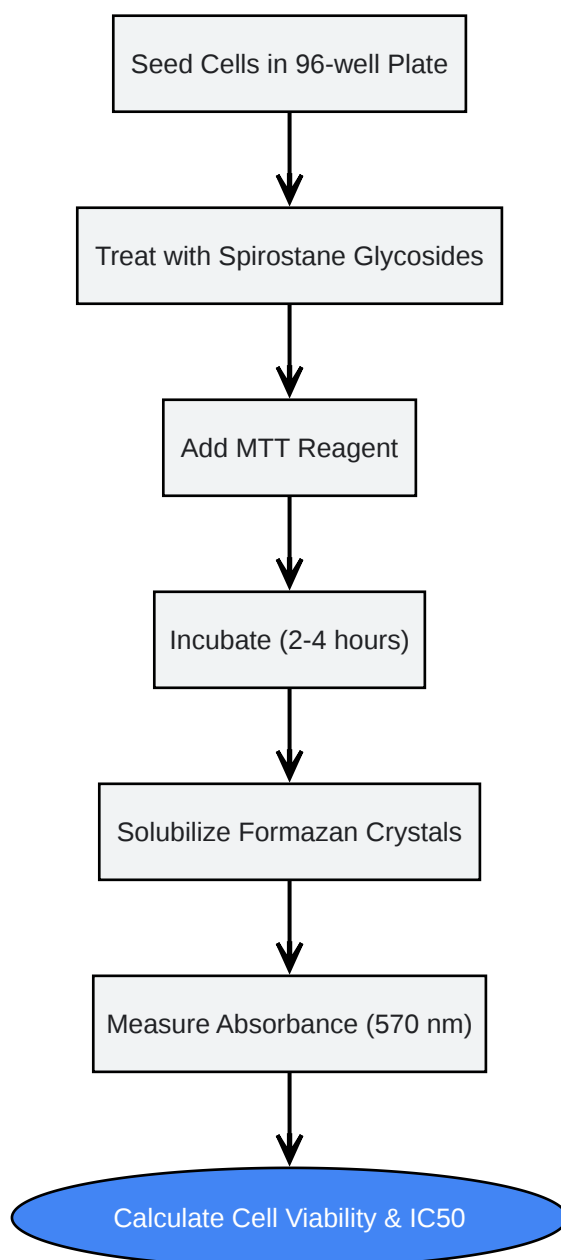 Seed Cells in 96-well Plate
Treat with Spirostane Glycosides
Add MTT Reagent
Incubate (2-4 hours)
Solubilize Formazan Crystals
Measure Absorbance (570 nm)
Calculate Cell Viability & IC50